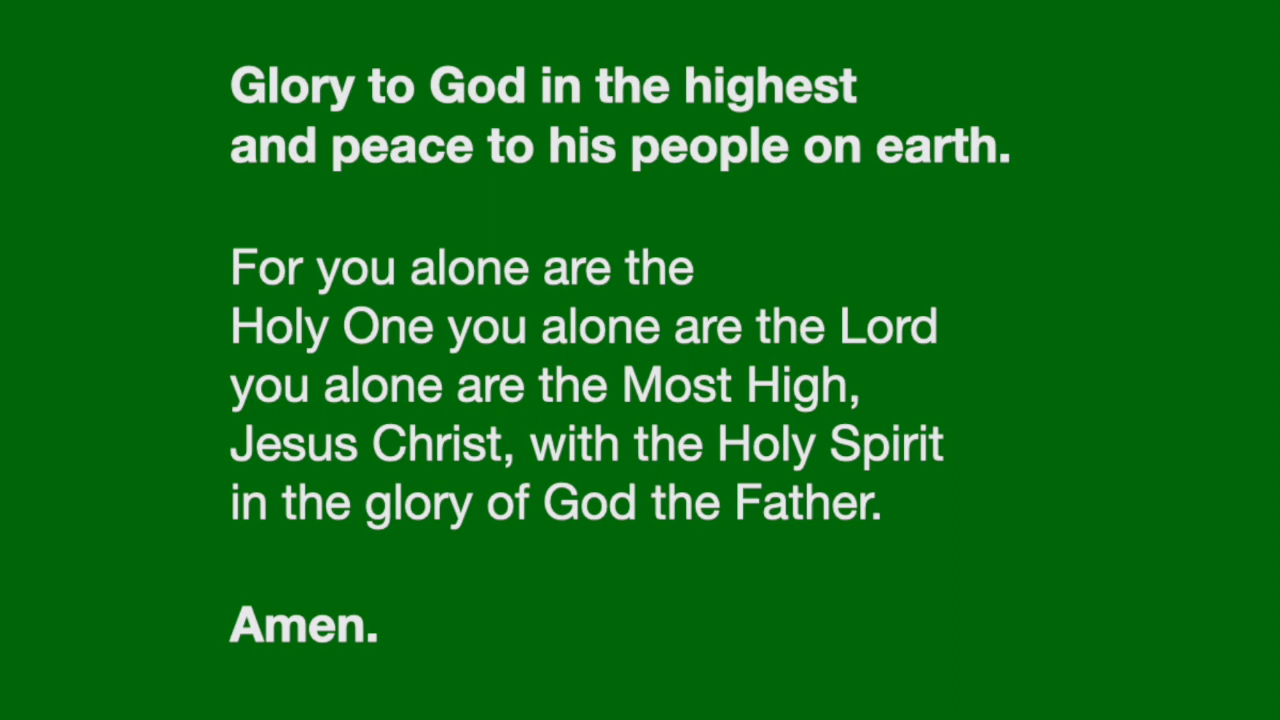 Glory to God in the highest
and peace to his people on earth.
For you alone are the
Holy One you alone are the Lord
you alone are the Most High,
Jesus Christ, with the Holy Spirit
in the glory of God the Father.
Amen.